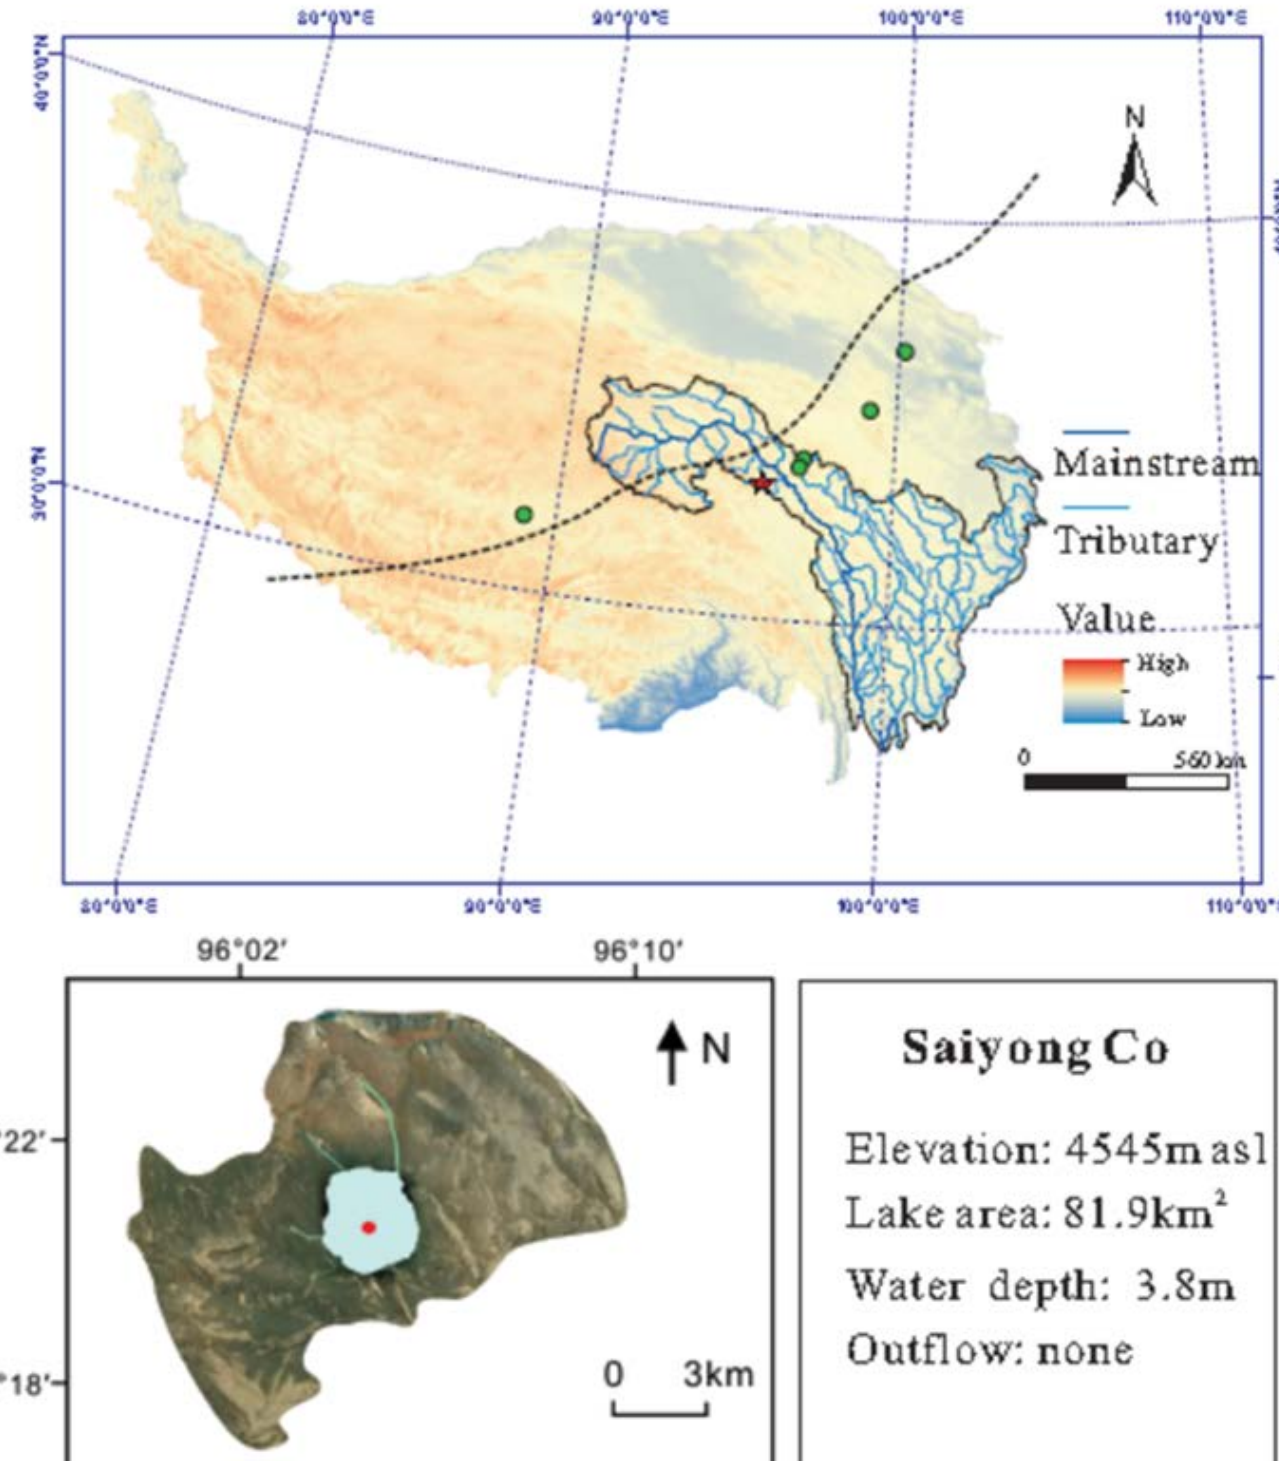 80°0'0"E 90°0'0"E 100°0'0"E 110°0'0"E
40°0'0"N
N
30°0'0"N
Mainstream
Tributary
Value
High
Low
0 560 km
80°0'0"E 90°0'0"E 100°0'0"E 110°0'0"E
96°02′ 96°10′
N
22′
18′
0 3km
Saiyong Co
Elevation: 4545m asl
Lake area: 81.9km²
Water depth: 3.8m
Outflow: none